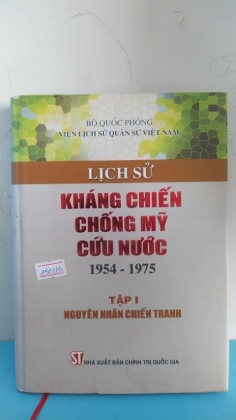 BỘ QUỐC PHÒNG
VIỆN LỊCH SỬ QUÂN SỰ VIỆT NAM
LỊCH SỬ
KHÁNG CHIẾN
CHỐNG MỸ
CỨU NƯỚC
1954 - 1975
TẬP I
NGUYÊN NHÂN CHIẾN TRANH
ST NHÀ XUẤT BẢN CHÍNH TRỊ QUỐC GIA